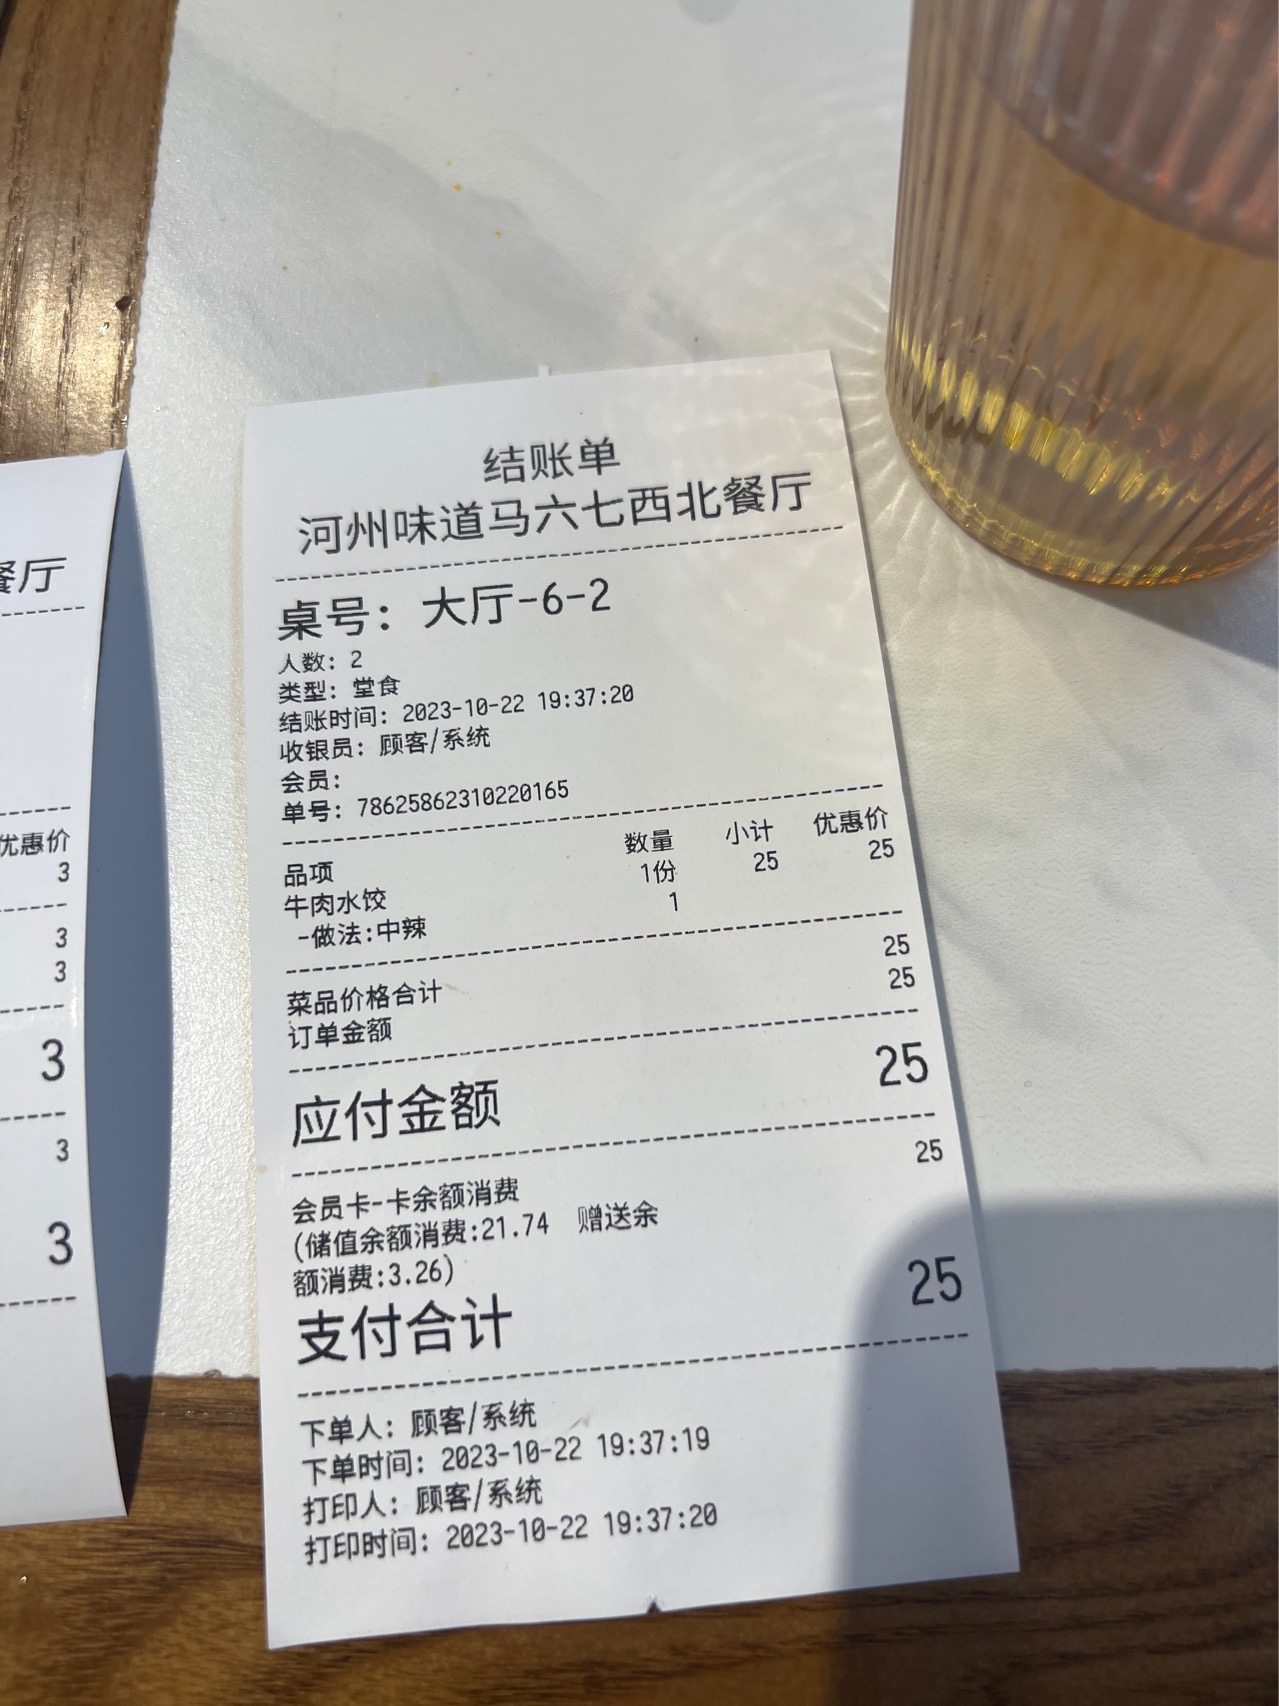 结账单
河州味道马六七西北餐厅
桌号：大厅-6-2
人数：2
类型：堂食
结账时间：2023-10-22 19:37:20
收银员：顾客/系统
会员：
单号：78625862310220165
品项 数量 小计 优惠价
牛肉水饺 1份 25 25
-做法:中辣 1
菜品价格合计 25
订单金额 25
应付金额 25
会员卡-卡余额消费 25
(储值余额消费:21.74 赠送余
额消费:3.26)
支付合计 25
下单人：顾客/系统
下单时间：2023-10-22 19:37:19
打印人：顾客/系统
打印时间：2023-10-22 19:37:20
餐厅
优惠价
3
3
3
3
3
3